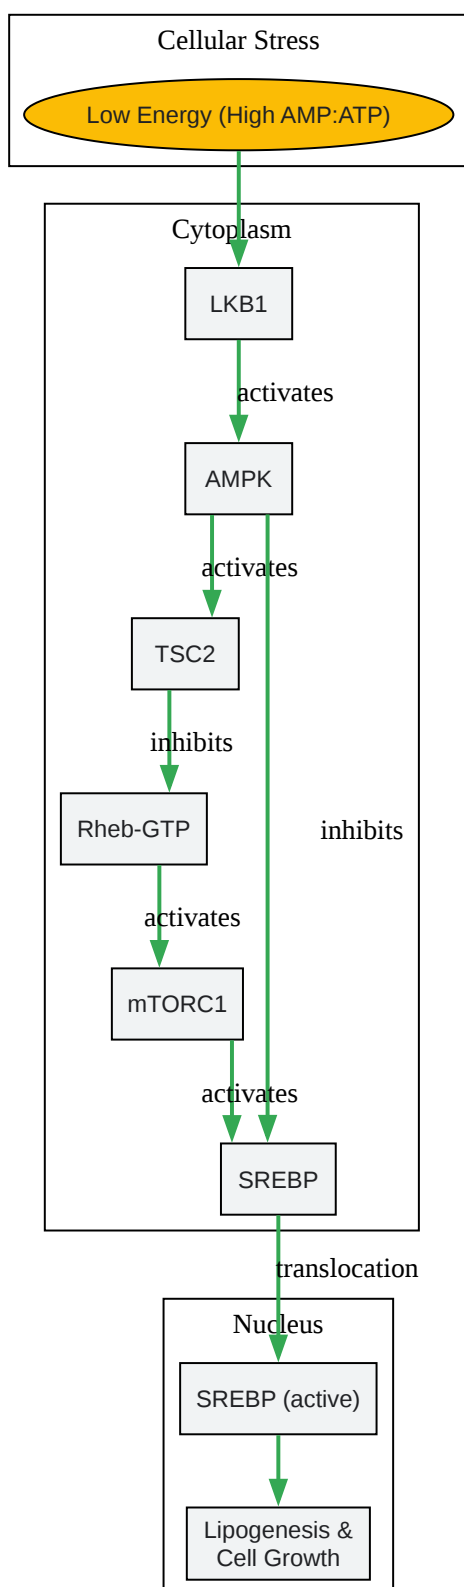 Cellular Stress
Low Energy (High AMP:ATP)
Cytoplasm
LKB1
activates
AMPK
activates
TSC2
inhibits
Rheb-GTP
inhibits
activates
mTORC1
activates
SREBP
translocation
Nucleus
SREBP (active)
Lipogenesis &
Cell Growth